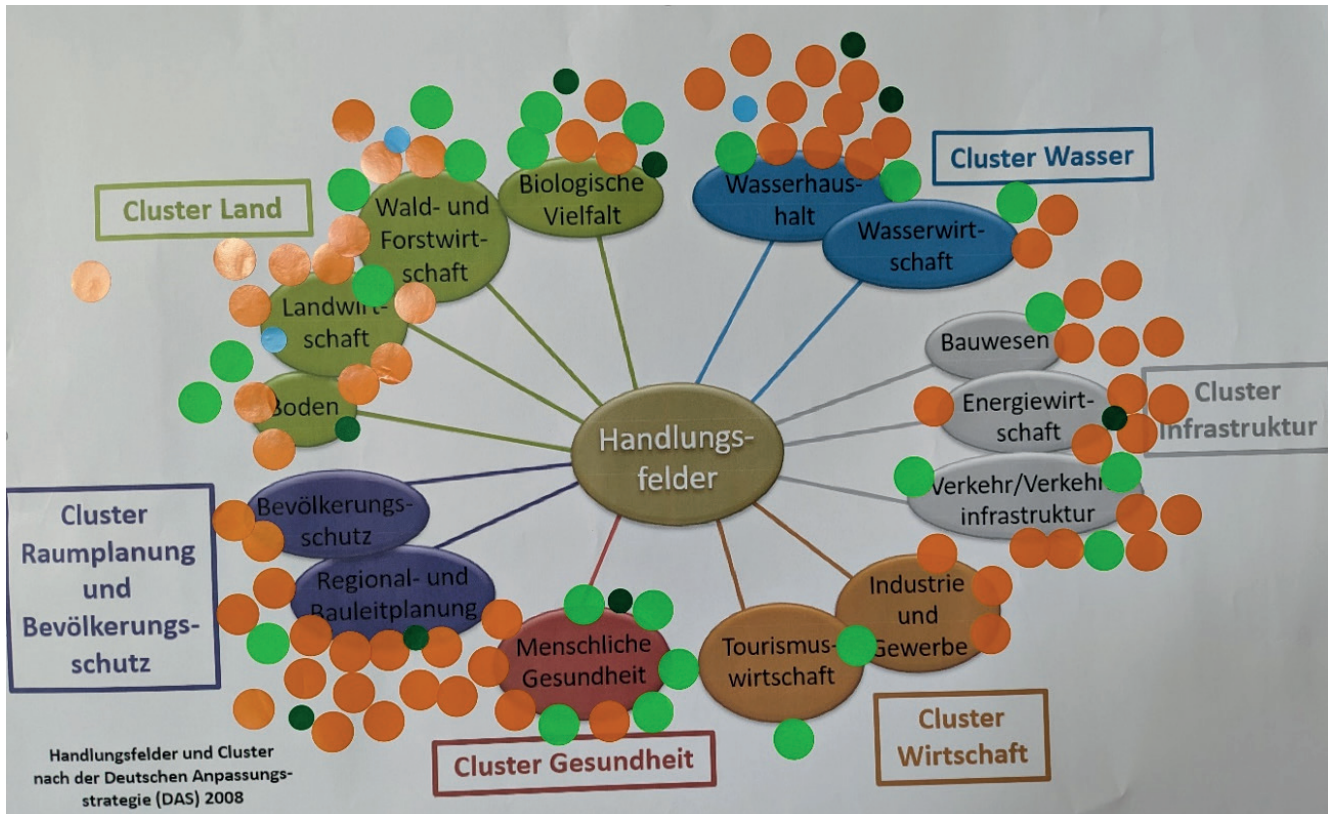 Cluster Land
Wald- und
Forstwirt-
schaft
Biologische
Vielfalt
Wasserhaus-
halt
Cluster Wasser
Wasserwirt-
schaft
Landwirt-
schaft
Boden
Bauwesen
Energiewirt-
schaft
Cluster
Infrastruktur
Verkehr/Verkehrs
infrastruktur
Handlungs-
felder
Cluster
Raumplanung
und
Bevölkerungs-
schutz
Bevölkerungs-
schutz
Regional- und
Bauleitplanung
Menschliche
Gesundheit
Cluster Gesundheit
Tourismus-
wirtschaft
Industrie
und
Gewerbe
Cluster
Wirtschaft
Handlungsfelder und Cluster
nach der Deutschen Anpassungs-
strategie (DAS) 2008